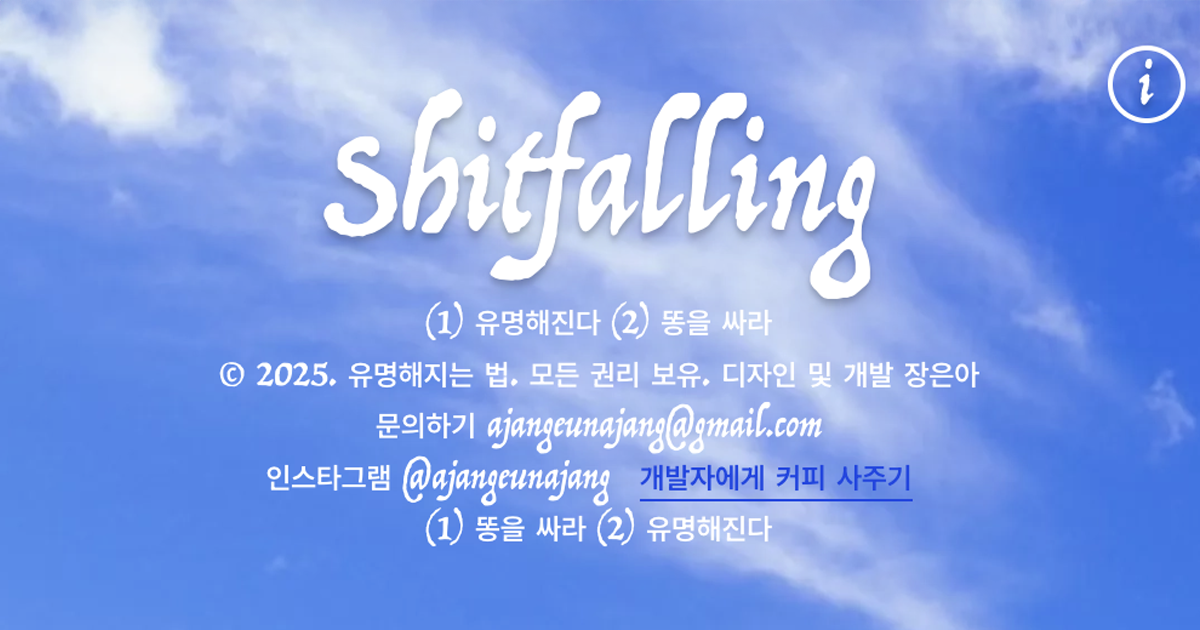 i
Shitfalling
(1) 유명해진다 (2) 똥을 싸라
© 2025. 유명해지는 법. 모든 권리 보유. 디자인 및 개발 장은아
문의하기 ajangeunajang@gmail.com
인스타그램 @ajangeunajang 개발자에게 커피 사주기
(1) 똥을 싸라 (2) 유명해진다